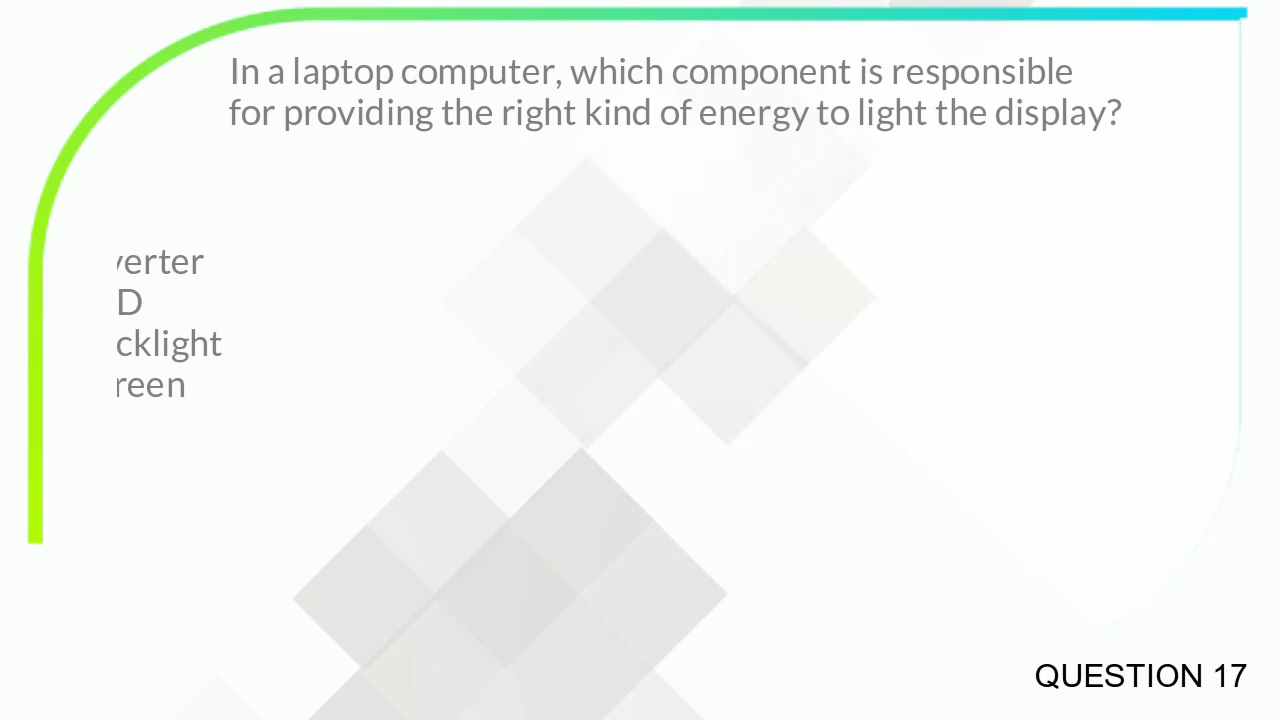 In a laptop computer, which component is responsible
for providing the right kind of energy to light the display?
verter
D
cklight
reen
QUESTION 17